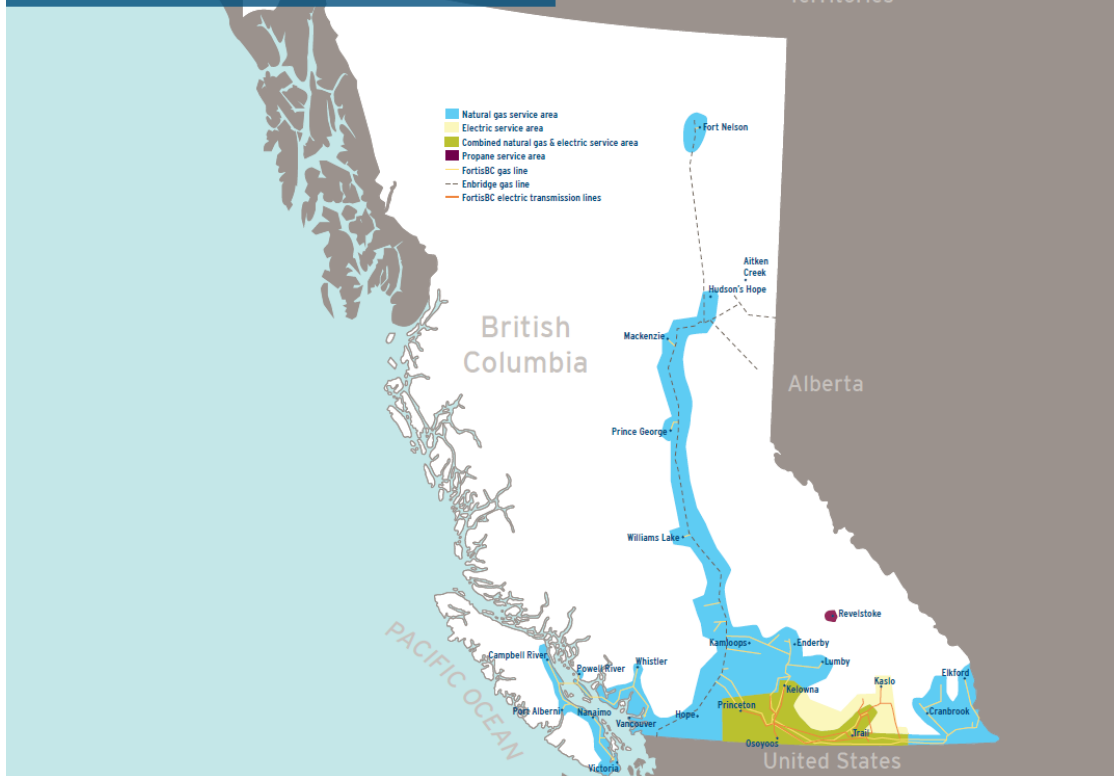 Territories
Natural gas service area
Electric service area
Combined natural gas & electric service area
Propane service area
FortisBC gas line
Enbridge gas line
FortisBC electric transmission lines
Fort Nelson
Aitken
Creek
Hudson's Hope
British
Columbia
Mackenzie
Alberta
Prince George
Williams Lake
Revelstoke
PACIFIC OCEAN
Campbell River
Powell River
Whistler
Kamloops
Enderby
Lumby
Elkford
Kaslo
Kelowna
Port Alberni
Nanaimo
Vancouver
Hope
Princeton
Cranbrook
Trail
Osoyoos
United States
Victoria